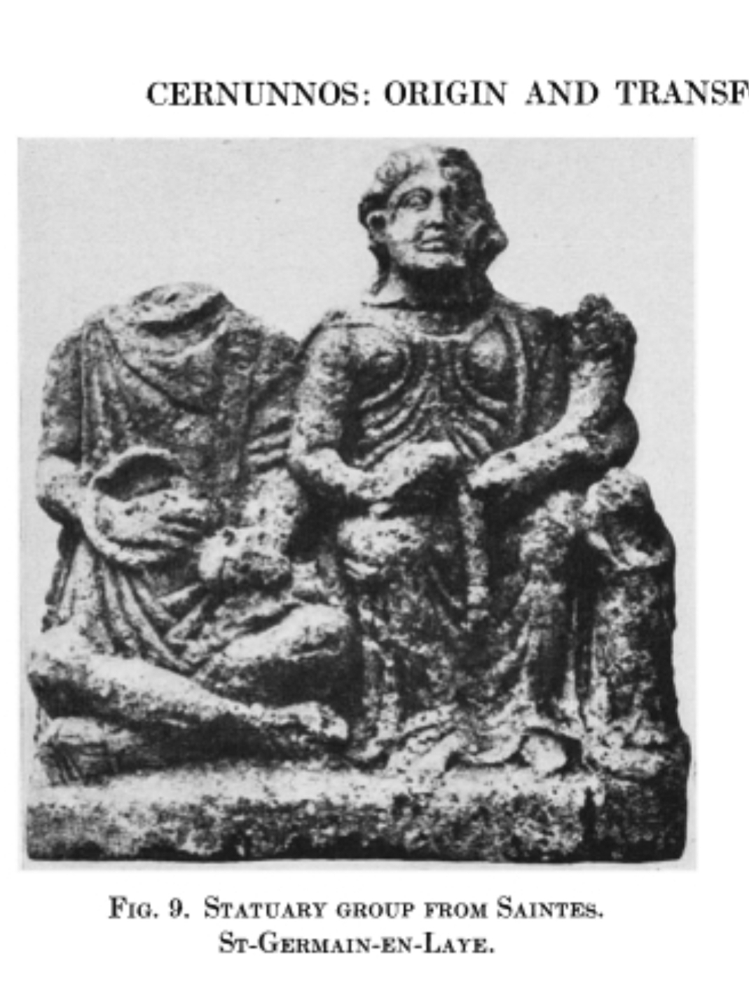 CERNUNNOS: ORIGIN AND TRANSF
FIG. 9. STATUARY GROUP FROM SAINTES.
ST-GERMAIN-EN-LAYE.